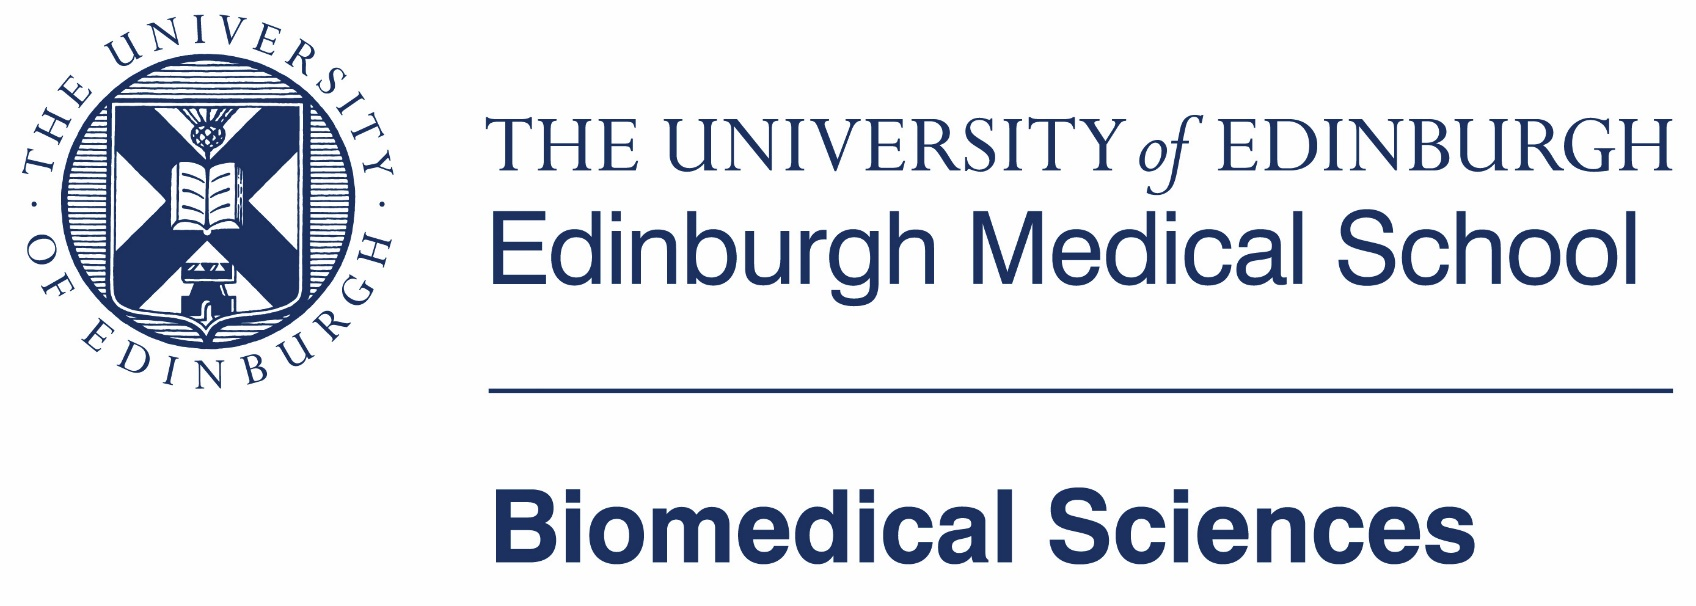 · THE UNIVERSITY · OF EDINBURGH
THE UNIVERSITY of EDINBURGH
Edinburgh Medical School
Biomedical Sciences